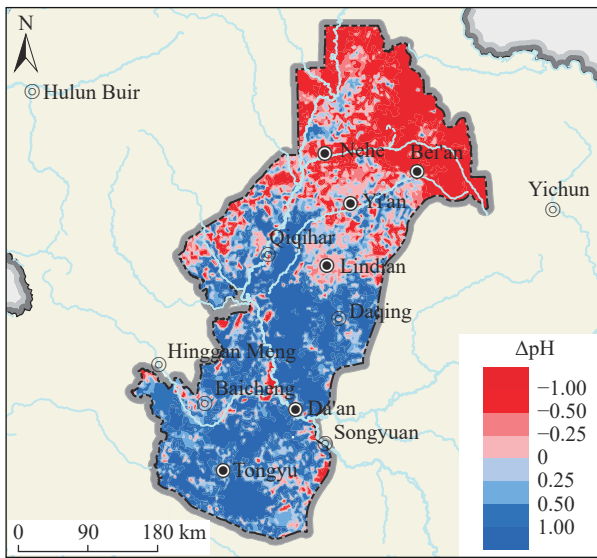 N
Hulun Buir
Nehe
Bei'an
Yichun
Yi'an
Qiqihar
Lindian
Daqing
Hinggan Meng
Baicheng
Da'an
Songyuan
Tongyu
ΔpH
−1.00
−0.50
−0.25
0
0.25
0.50
1.00
0 90 180 km